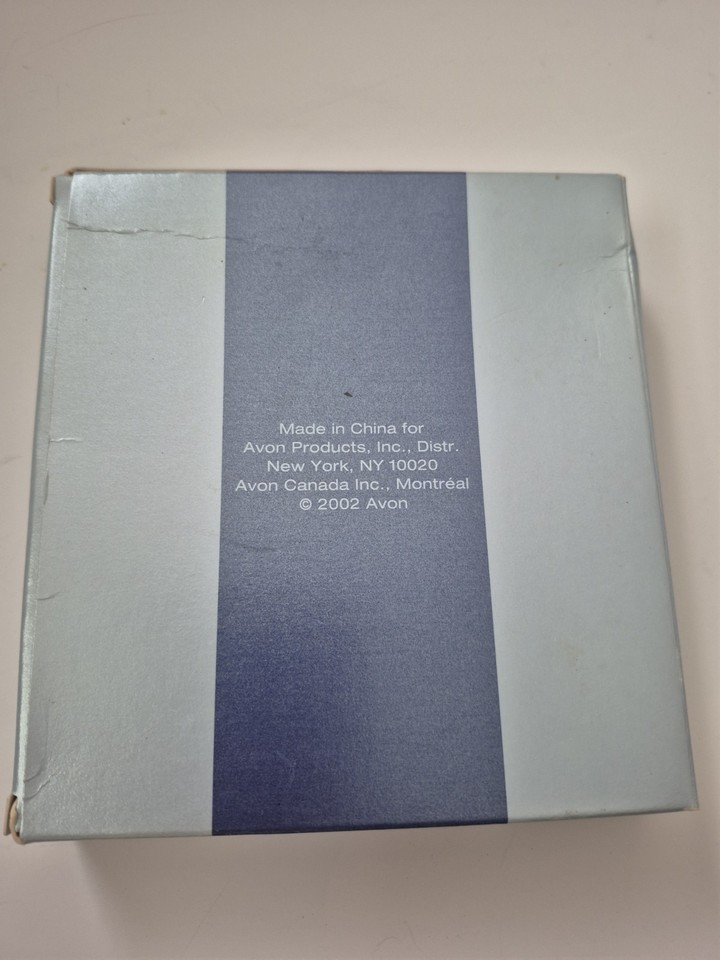 Made in China for
Avon Products, Inc., Distr.
New York, NY 10020
Avon Canada Inc., Montréal
© 2002 Avon